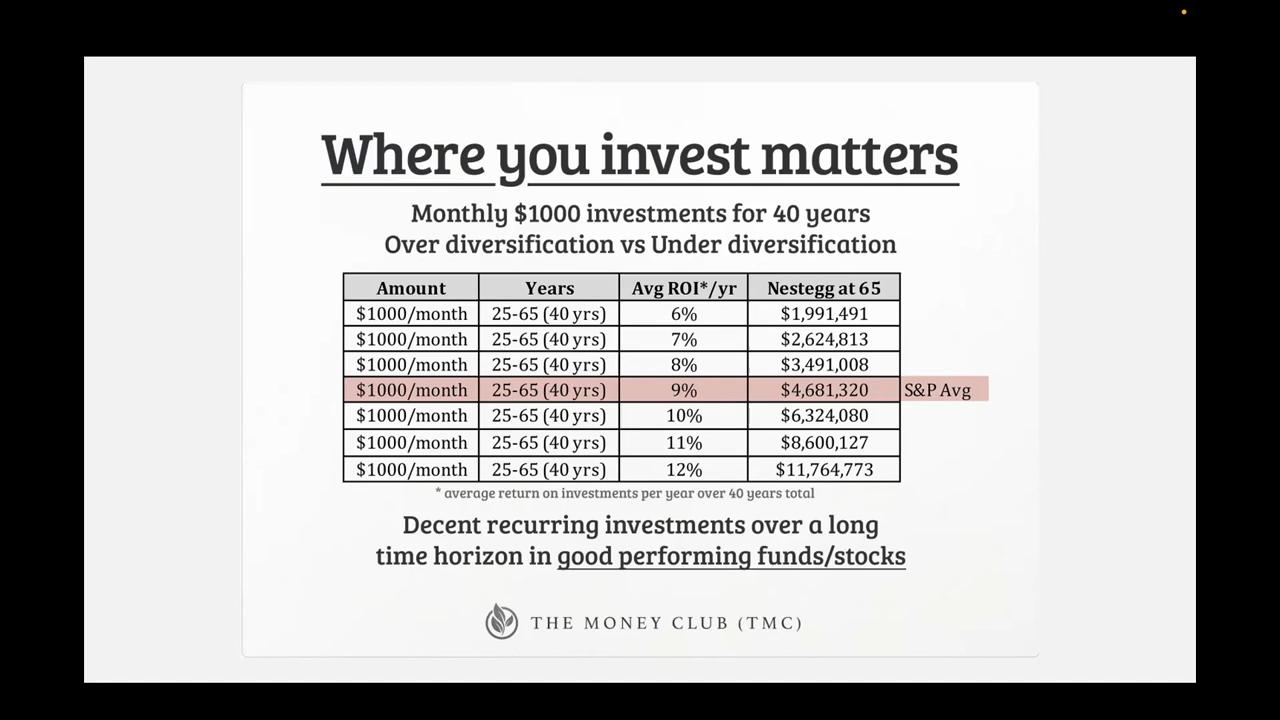 Where you invest matters
Monthly $1000 investments for 40 years
Over diversification vs Under diversification
Amount Years Avg ROI*/yr Nestegg at 65
$1000/month 25-65 (40 yrs) 6% $1,991,491
$1000/month 25-65 (40 yrs) 7% $2,624,813
$1000/month 25-65 (40 yrs) 8% $3,491,008
$1000/month 25-65 (40 yrs) 9% $4,681,320 S&P Avg
$1000/month 25-65 (40 yrs) 10% $6,324,080
$1000/month 25-65 (40 yrs) 11% $8,600,127
$1000/month 25-65 (40 yrs) 12% $11,764,773
* average return on investments per year over 40 years total
Decent recurring investments over a long
time horizon in good performing funds/stocks
THE MONEY CLUB (TMC)